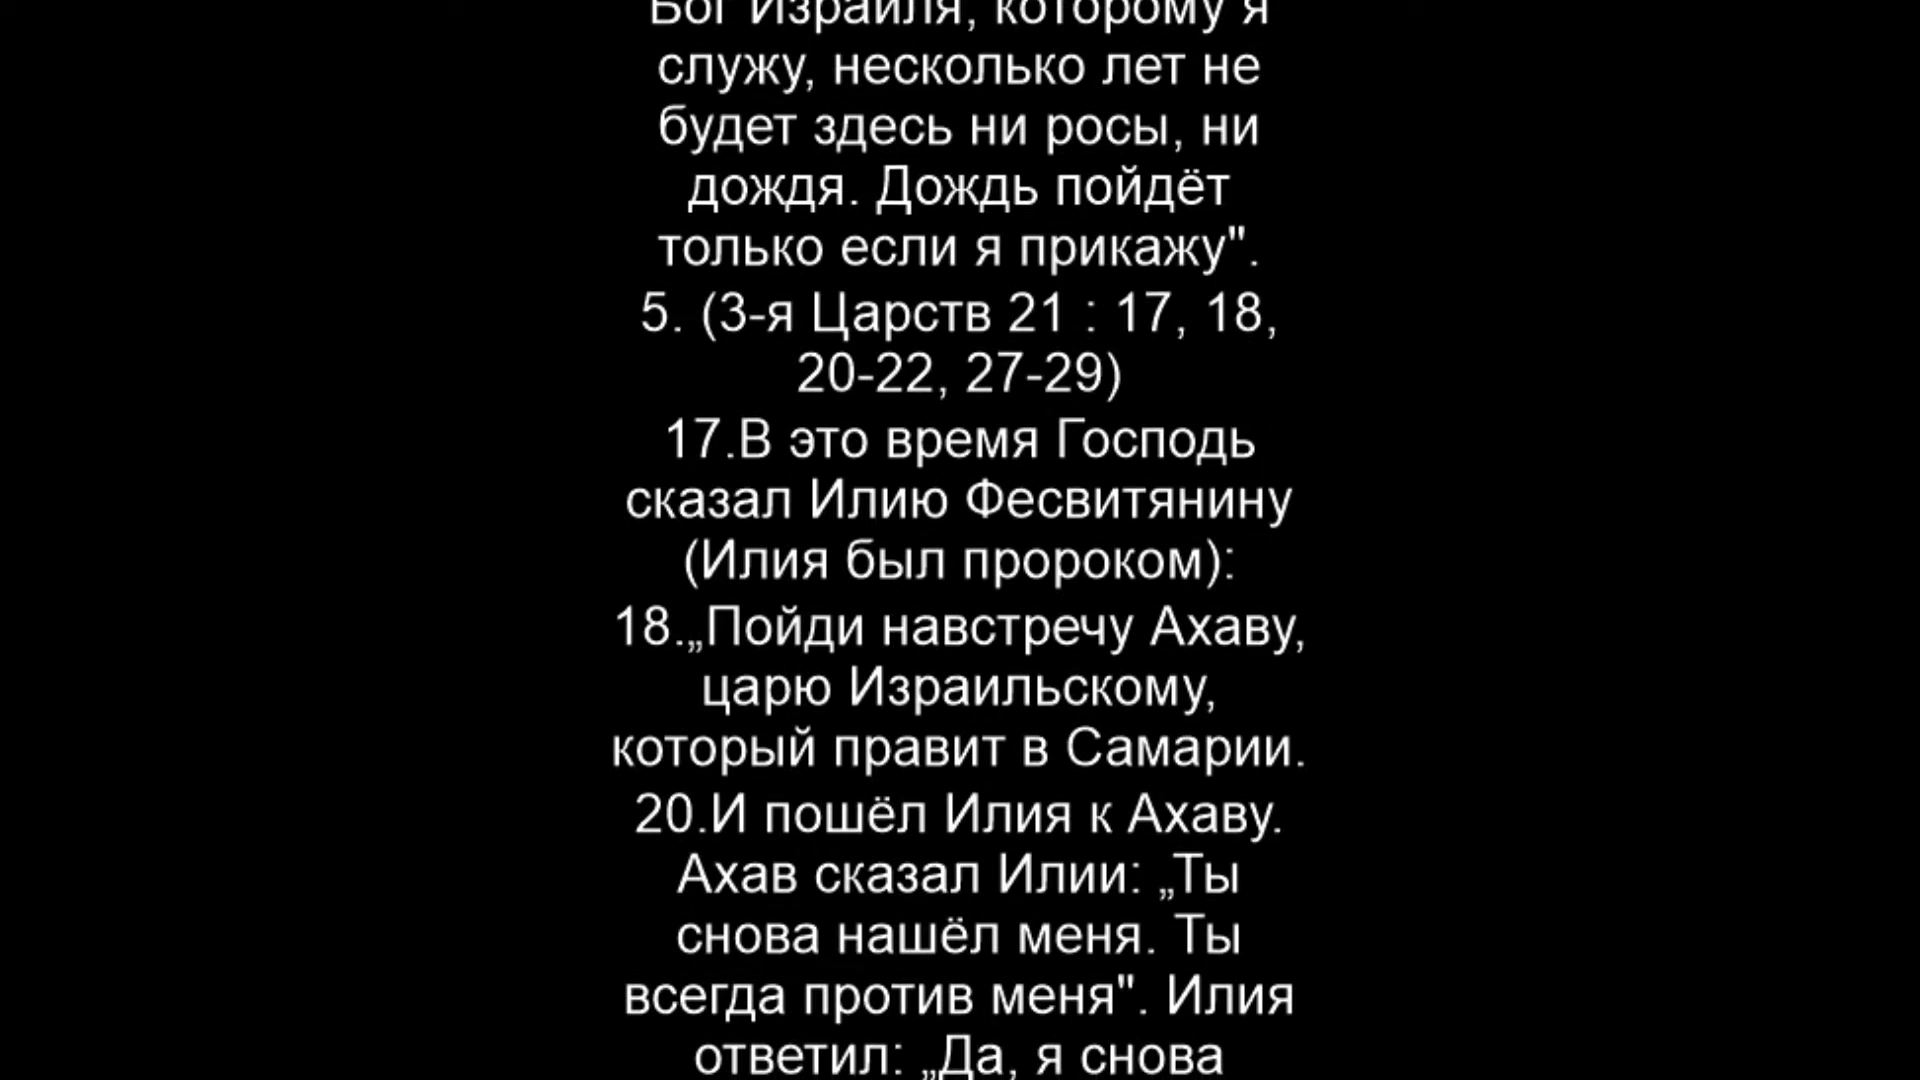 Бог Израиля, которому я
служу, несколько лет не
будет здесь ни росы, ни
дождя. Дождь пойдёт
только если я прикажу".
5. (3-я Царств 21 : 17, 18,
20-22, 27-29)
17.В это время Господь
сказал Илию Фесвитянину
(Илия был пророком):
18.„Пойди навстречу Ахаву,
царю Израильскому,
который правит в Самарии.
20.И пошёл Илия к Ахаву.
Ахав сказал Илии: „Ты
снова нашёл меня. Ты
всегда против меня". Илия
ответил: „Да, я снова